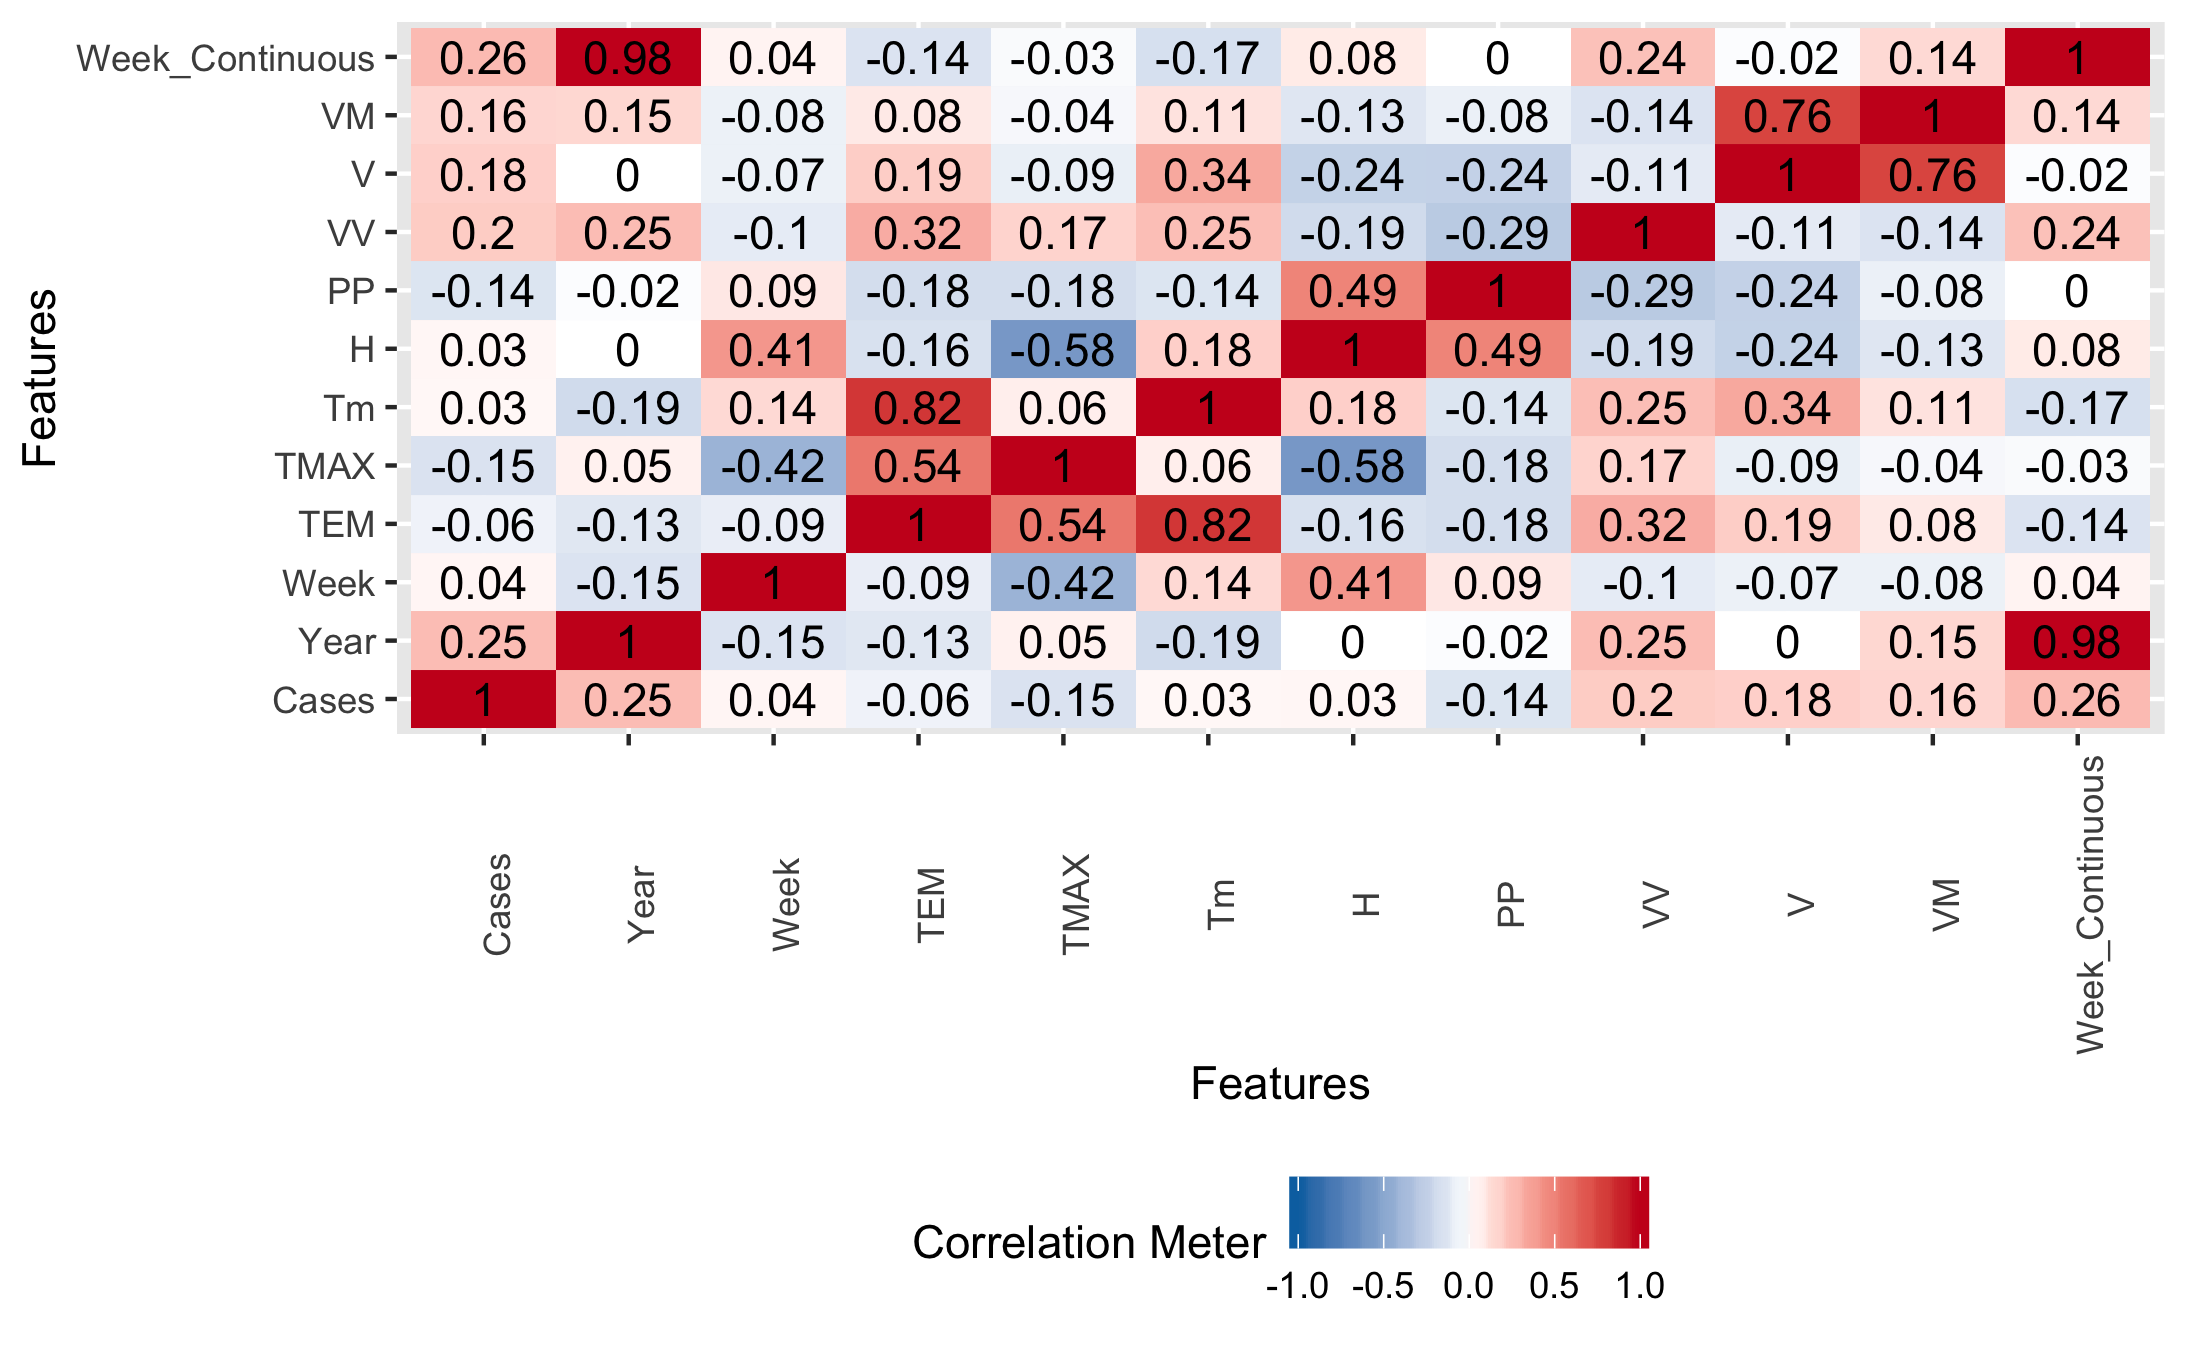 Week_Continuous 0.26 0.98 0.04 -0.14 -0.03 -0.17 0.08 0 0.24 -0.02 0.14 1
VM 0.16 0.15 -0.08 0.08 -0.04 0.11 -0.13 -0.08 -0.14 0.76 1 0.14
V 0.18 0 -0.07 0.19 -0.09 0.34 -0.24 -0.24 -0.11 1 0.76 -0.02
VV 0.2 0.25 -0.1 0.32 0.17 0.25 -0.19 -0.29 1 -0.11 -0.14 0.24
PP -0.14 -0.02 0.09 -0.18 -0.18 -0.14 0.49 1 -0.29 -0.24 -0.08 0
H 0.03 0 0.41 -0.16 -0.58 0.18 1 0.49 -0.19 -0.24 -0.13 0.08
Tm 0.03 -0.19 0.14 0.82 0.06 1 0.18 -0.14 0.25 0.34 0.11 -0.17
TMAX -0.15 0.05 -0.42 0.54 1 0.06 -0.58 -0.18 0.17 -0.09 -0.04 -0.03
TEM -0.06 -0.13 -0.09 1 0.54 0.82 -0.16 -0.18 0.32 0.19 0.08 -0.14
Week 0.04 -0.15 1 -0.09 -0.42 0.14 0.41 0.09 -0.1 -0.07 -0.08 0.04
Year 0.25 1 -0.15 -0.13 0.05 -0.19 0 -0.02 0.25 0 0.15 0.98
Cases 1 0.25 0.04 -0.06 -0.15 0.03 0.03 -0.14 0.2 0.18 0.16 0.26
Features
Cases Year Week TEM TMAX Tm H PP VV V VM Week_Continuous
Features
Correlation Meter
-1.0 -0.5 0.0 0.5 1.0